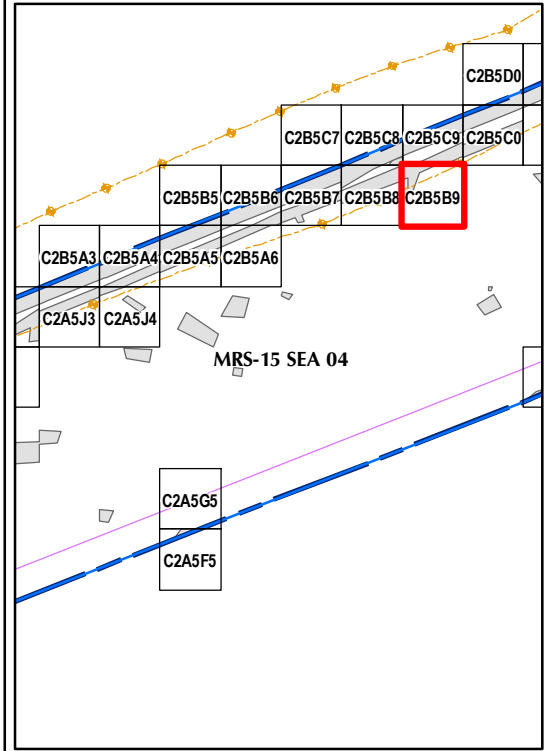 C2B5D0
C2B5C7 C2B5C8 C2B5C9 C2B5C0
C2B5B5 C2B5B6 C2B5B7 C2B5B8 C2B5B9
C2B5A3 C2B5A4 C2B5A5 C2B5A6
C2A5J3 C2A5J4
MRS-15 SEA 04
C2A5G5
C2A5F5